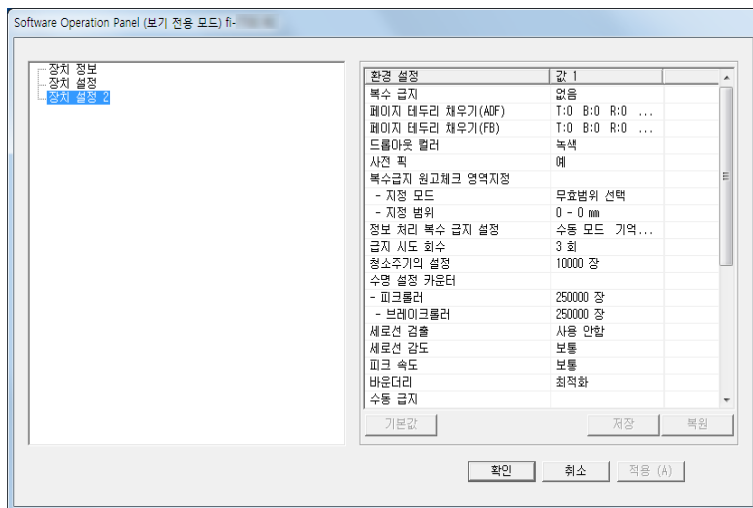 Software Operation Panel (보기 전용 모드) fi-
장치 정보
장치 설정
장치 설정 2
환경 설정 값 1
복수 급지 없음
페이지 테두리 채우기(ADF) T:0 B:0 R:0 ...
페이지 테두리 채우기(FB) T:0 B:0 R:0 ...
드롭아웃 컬러 녹색
사전 픽 예
복수급지 원고체크 영역지정
- 지정 모드 무효범위 선택
- 지정 범위 0 - 0 mm
정보 처리 복수 급지 설정 수동 모드 기억...
급지 시도 회수 3 회
청소주기의 설정 10000 장
수명 설정 카운터
- 피크롤러 250000 장
- 브레이크롤러 250000 장
세로선 검출 사용 안함
세로선 감도 보통
피크 속도 보통
바운더리 최적화
수동 급지
기본값 저장 복원
확인 취소 적용 (A)